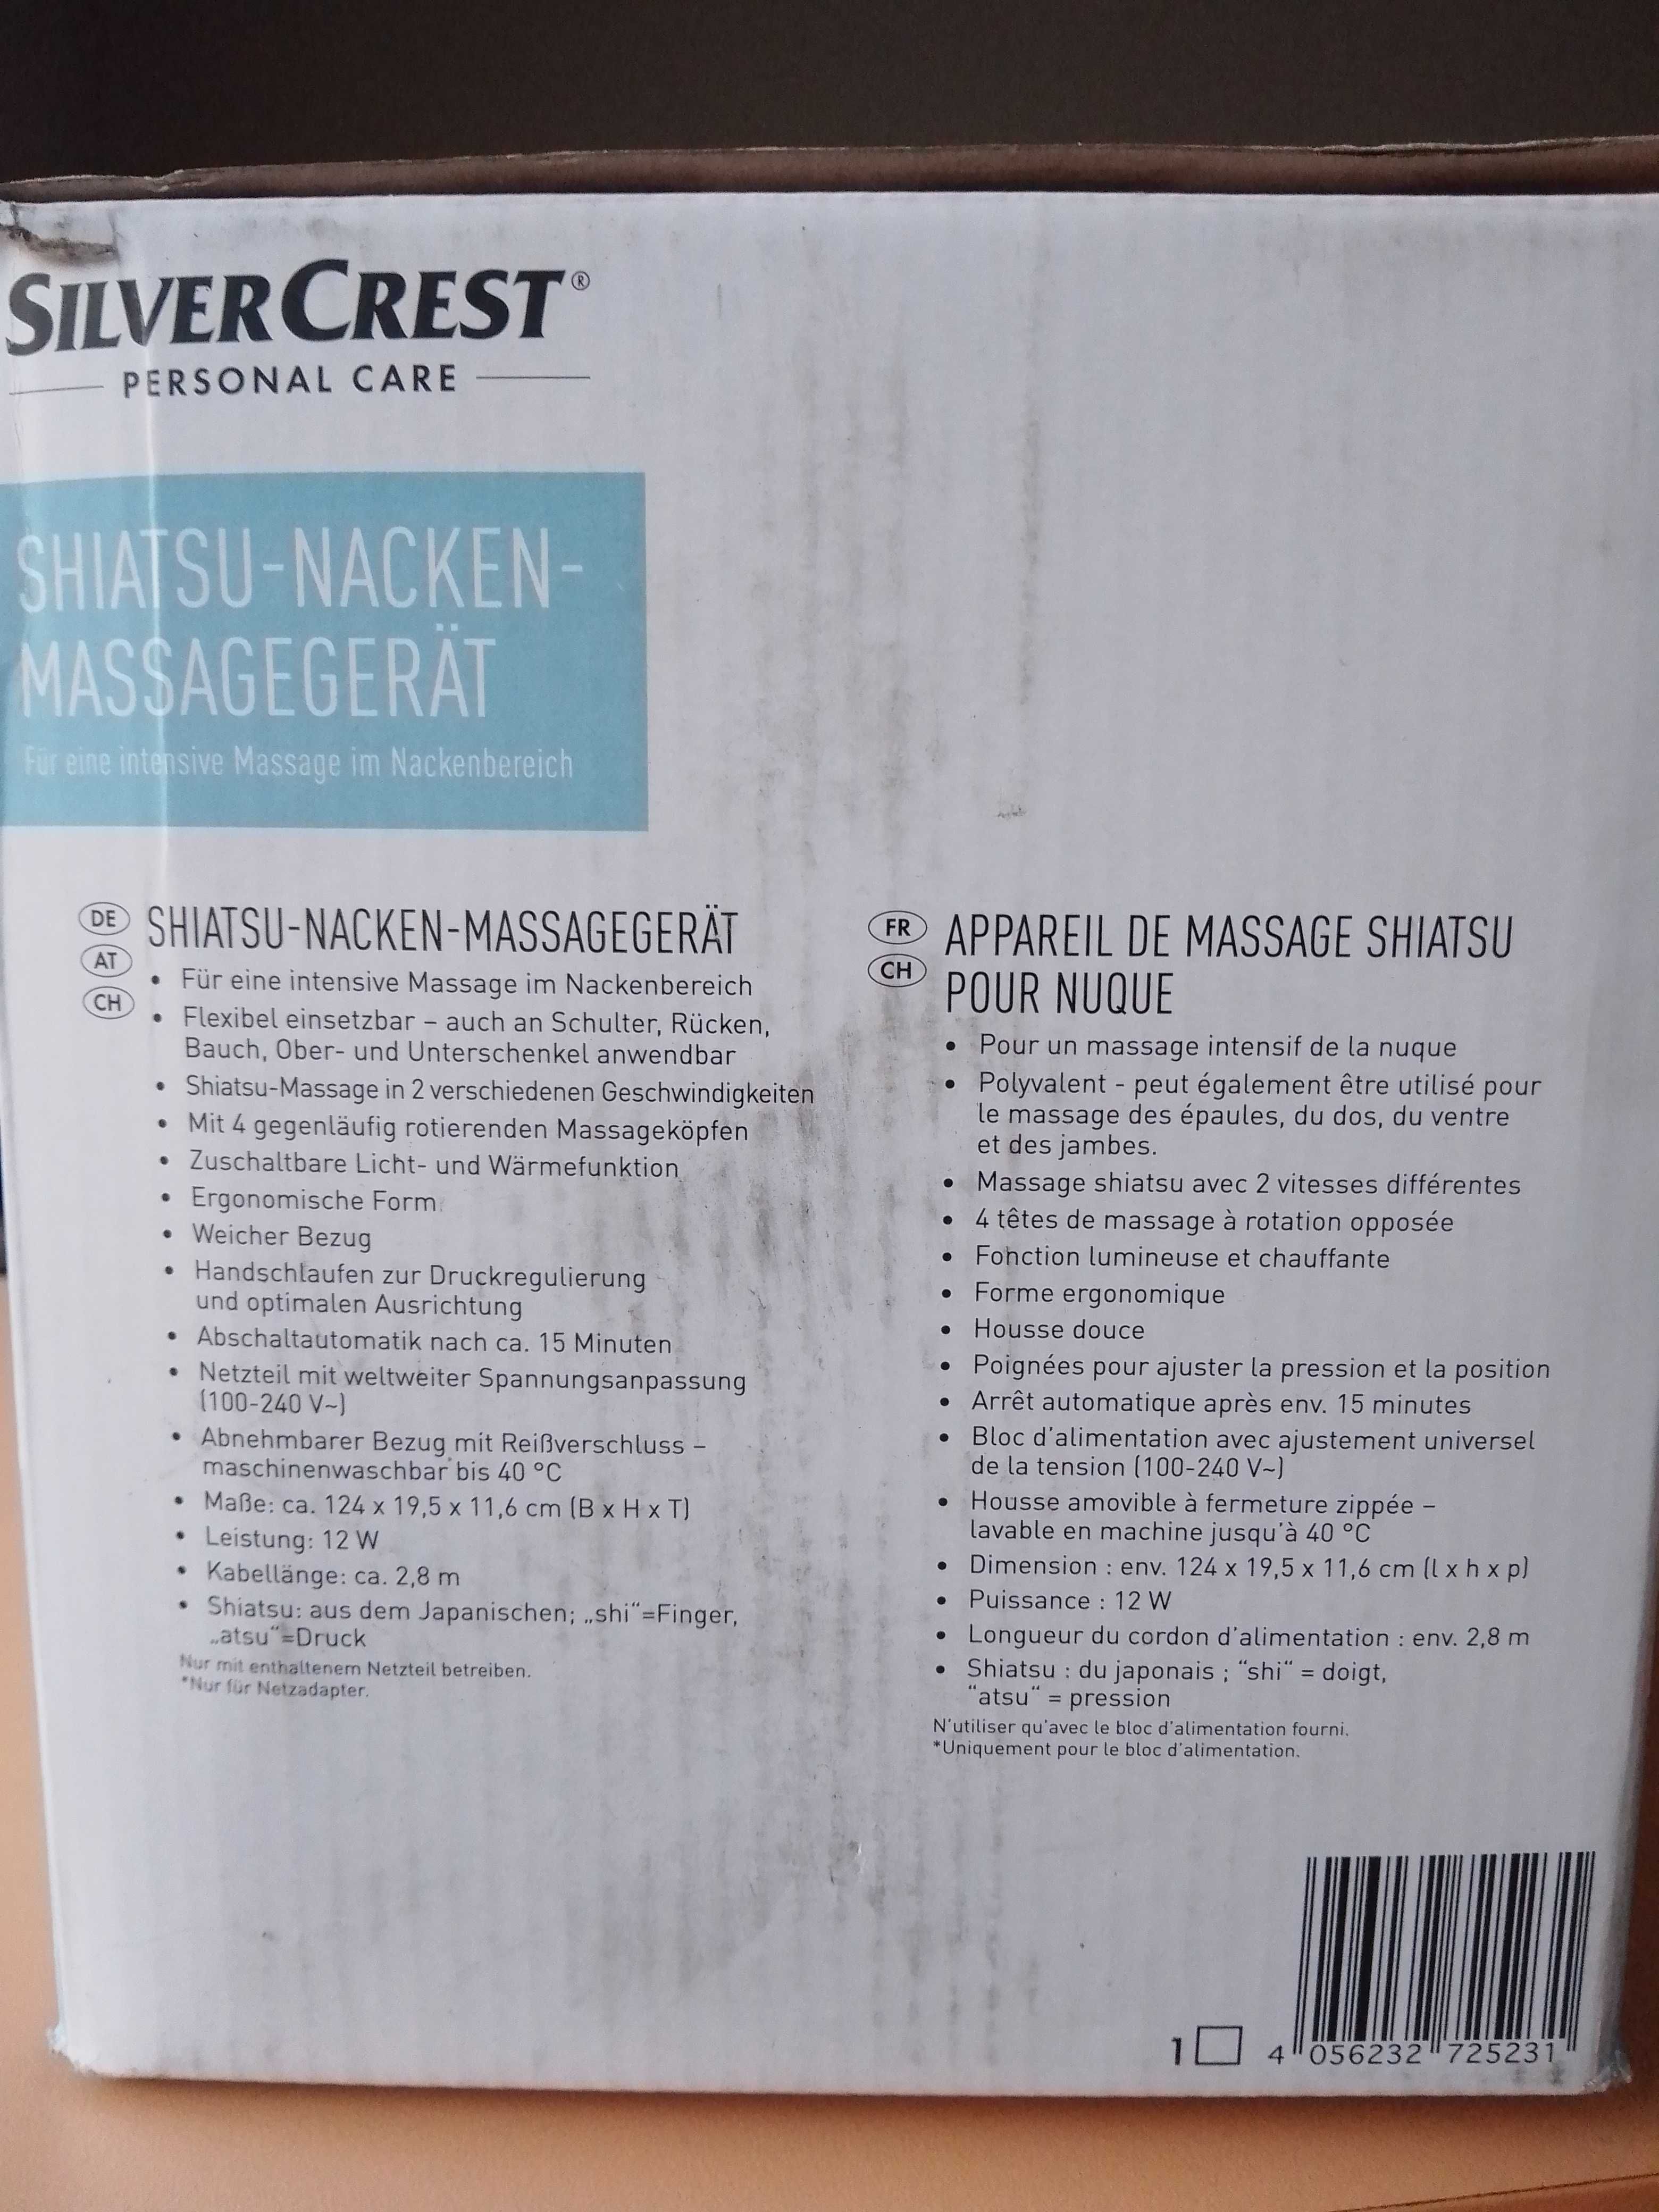 SILVERCREST®
PERSONAL CARE
SHIATSU-NACKEN-
MASSAGEGERÄT
Für eine intensive Massage im Nackenbereich
DE
AT
CH
SHIATSU-NACKEN-MASSAGEGERÄT
• Für eine intensive Massage im Nackenbereich
• Flexibel einsetzbar – auch an Schulter, Rücken,
Bauch, Ober- und Unterschenkel anwendbar
• Shiatsu-Massage in 2 verschiedenen Geschwindigkeiten
• Mit 4 gegenläufig rotierenden Massageköpfen
• Zuschaltbare Licht- und Wärmefunktion
• Ergonomische Form
• Weicher Bezug
• Handschlaufen zur Druckregulierung
und optimalen Ausrichtung
• Abschaltautomatik nach ca. 15 Minuten
• Netzteil mit weltweiter Spannungsanpassung
(100-240 V~)
• Abnehmbarer Bezug mit Reißverschluss –
maschinenwaschbar bis 40 °C
• Maße: ca. 124 x 19,5 x 11,6 cm (B x H x T)
• Leistung: 12 W
• Kabellänge: ca. 2,8 m
• Shiatsu: aus dem Japanischen; „shi“=Finger,
„atsu“=Druck
Nur mit enthaltenem Netzteil betreiben.
*Nur für Netzadapter.
FR
CH
APPAREIL DE MASSAGE SHIATSU
POUR NUQUE
• Pour un massage intensif de la nuque
• Polyvalent - peut également être utilisé pour
le massage des épaules, du dos, du ventre
et des jambes.
• Massage shiatsu avec 2 vitesses différentes
• 4 têtes de massage à rotation opposée
• Fonction lumineuse et chauffante
• Forme ergonomique
• Housse douce
• Poignées pour ajuster la pression et la position
• Arrêt automatique après env. 15 minutes
• Bloc d'alimentation avec ajustement universel
de la tension (100-240 V~)
• Housse amovible à fermeture zippée –
lavable en machine jusqu'à 40 °C
• Dimension : env. 124 x 19,5 x 11,6 cm (l x h x p)
• Puissance : 12 W
• Longueur du cordon d'alimentation : env. 2,8 m
• Shiatsu : du japonais ; “shi“ = doigt,
“atsu“ = pression
N'utiliser qu'avec le bloc d'alimentation fourni.
*Uniquement pour le bloc d'alimentation.
1
4 056232 725231